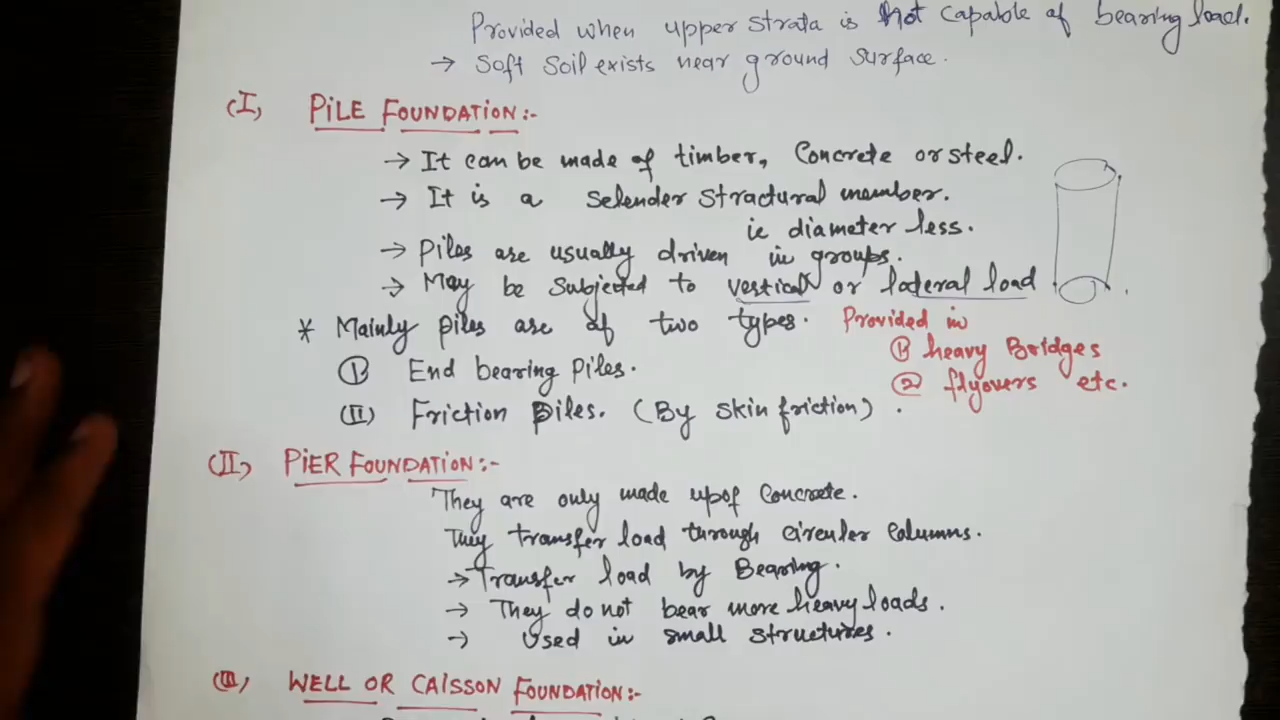 Provided when upper strata is not capable of bearing load.
→ Soft Soil exists near ground surface.
(I) PILE FOUNDATION:-
→ It can be made of timber, Concrete or steel.
→ It is a Selender Stractural member.
ie diameter less.
→ Piles are usually driven in groups.
→ May be Subjected to vertical or lateral load
* Mainly piles are of two types.
Provided in
① heavy Bridges
② flyovers etc.
(I) End bearing Piles.
(II) Friction Piles. (By skin friction).
(II) PIER FOUNDATION:-
They are only made upof Concrete.
They transfer load through circuler Columns.
→ Transfer load by Bearing.
→ They do not bear more heavy loads.
→ Used in small structures.
(III) WELL OR CAISSON FOUNDATION:-